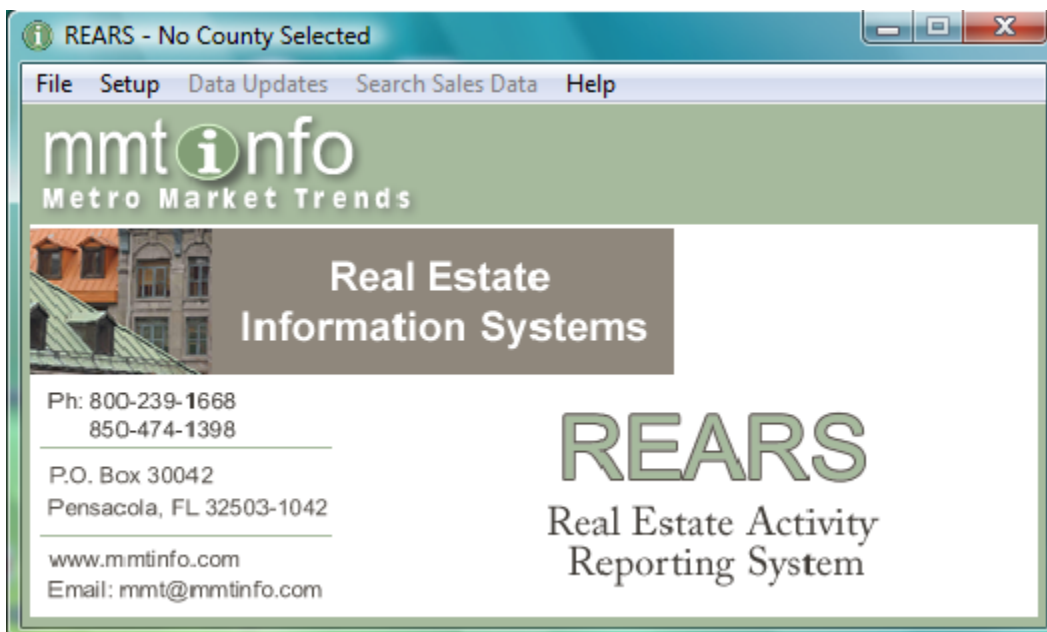 REARS - No County Selected
File Setup Data Updates Search Sales Data Help
mmtinfo
Metro Market Trends
Real Estate
Information Systems
Ph: 800-239-1668
850-474-1398
P.O. Box 30042
Pensacola, FL 32503-1042
www.mmtinfo.com
Email: mmt@mmtinfo.com
REARS
Real Estate Activity
Reporting System